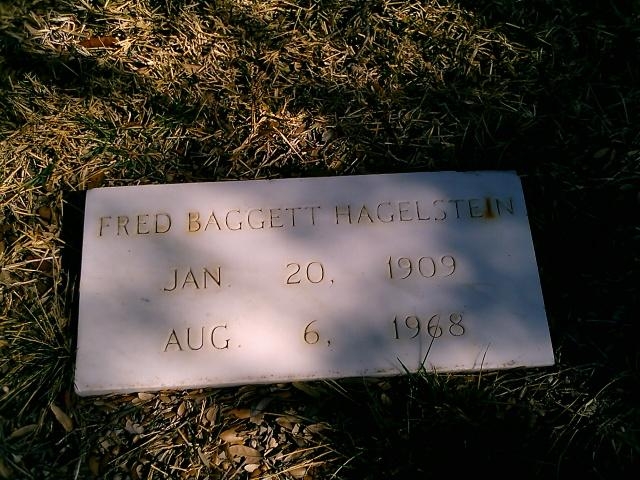 FRED BAGGETT HAGELSTEIN
JAN. 20, 1909
AUG. 6, 1968